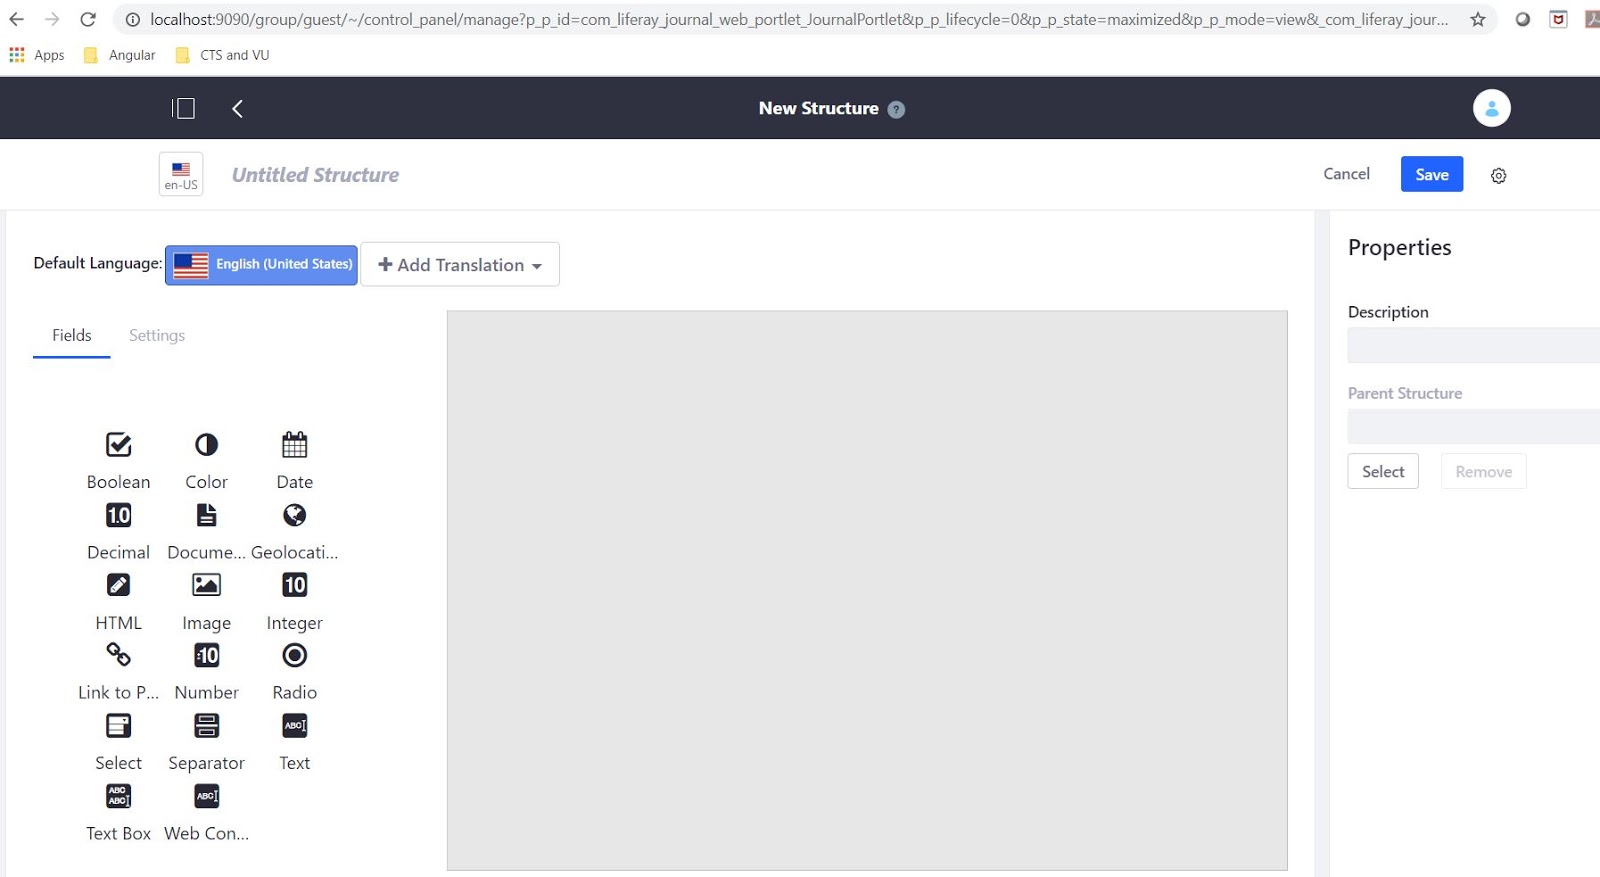 localhost:9090/group/guest/~/control_panel/manage?p_p_id=com_liferay_journal_web_portlet_JournalPortlet&p_p_lifecycle=0&p_p_state=maximized&p_p_mode=view&_com_liferay_jour...
Apps Angular CTS and VU
New Structure ?
en-US Untitled Structure Cancel Save
Properties
Default Language: English (United States) + Add Translation
Description
Fields Settings
Parent Structure
Select Remove
Boolean Color Date
1.0
Decimal Docume... Geolocati...
10
HTML Image Integer
:10
Link to P... Number Radio
ABC
Select Separator Text
ABC
ABC ABC
Text Box Web Con...